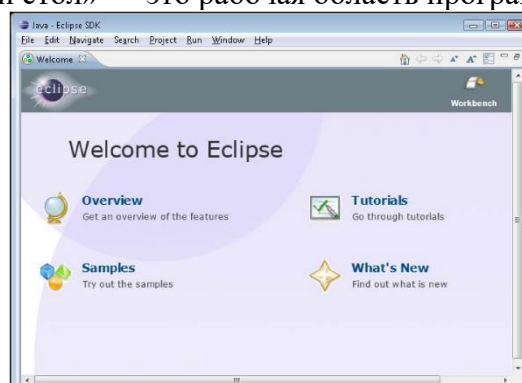 стол» — это рабочая область програм
Java - Eclipse SDK
File Edit Navigate Search Project Run Window Help
Welcome
eclipse
Workbench
Welcome to Eclipse
Overview
Get an overview of the features
Tutorials
Go through tutorials
Samples
Try out the samples
What's New
Find out what is new